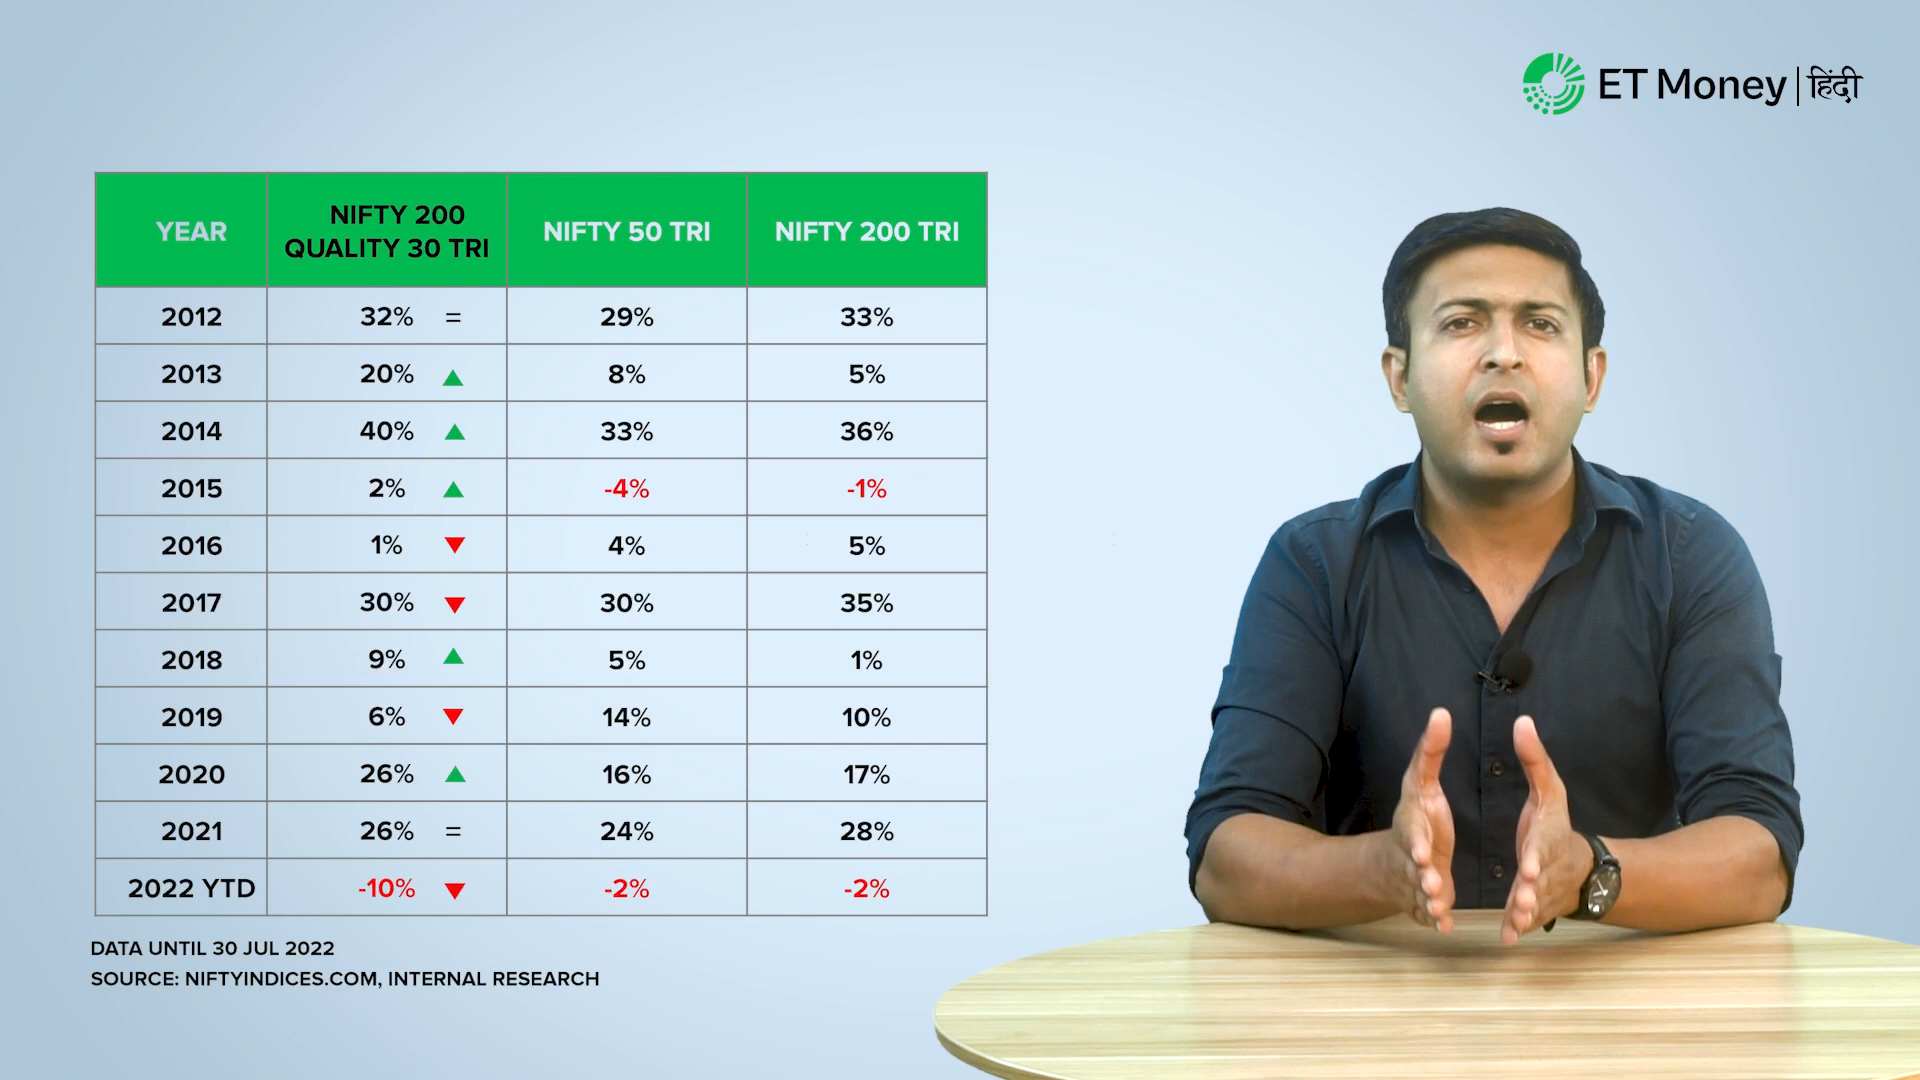 ET Money | हिंदी
YEAR NIFTY 200 QUALITY 30 TRI NIFTY 50 TRI NIFTY 200 TRI
2012 32% = 29% 33%
2013 20% ▲ 8% 5%
2014 40% ▲ 33% 36%
2015 2% ▲ -4% -1%
2016 1% ▼ 4% 5%
2017 30% ▼ 30% 35%
2018 9% ▲ 5% 1%
2019 6% ▼ 14% 10%
2020 26% ▲ 16% 17%
2021 26% = 24% 28%
2022 YTD -10% ▼ -2% -2%
DATA UNTIL 30 JUL 2022
SOURCE: NIFTYINDICES.COM, INTERNAL RESEARCH